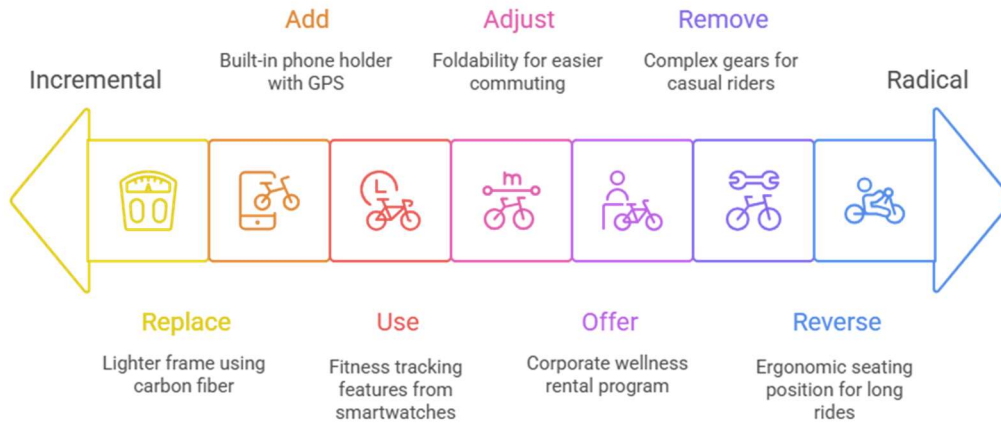 Add
Built-in phone holder
with GPS
Adjust
Foldability for easier
commuting
Remove
Complex gears for
casual riders
Incremental
Radical
m
Replace
Lighter frame using
carbon fiber
Use
Fitness tracking
features from
smartwatches
Offer
Corporate wellness
rental program
Reverse
Ergonomic seating
position for long
rides